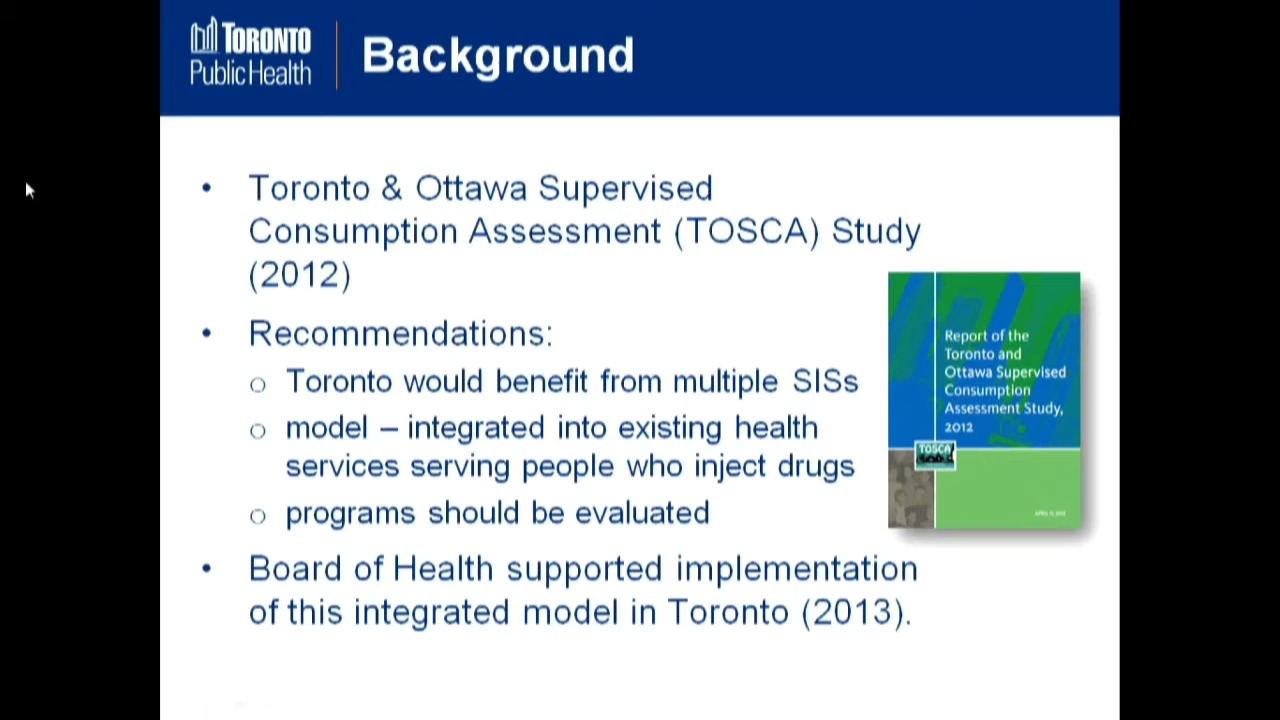 TORONTO
Public Health
Background
• Toronto & Ottawa Supervised
Consumption Assessment (TOSCA) Study
(2012)
• Recommendations:
o Toronto would benefit from multiple SISs
o model – integrated into existing health
services serving people who inject drugs
o programs should be evaluated
• Board of Health supported implementation
of this integrated model in Toronto (2013).
Report of the
Toronto and
Ottawa Supervised
Consumption
Assessment Study,
2012
TOSCA